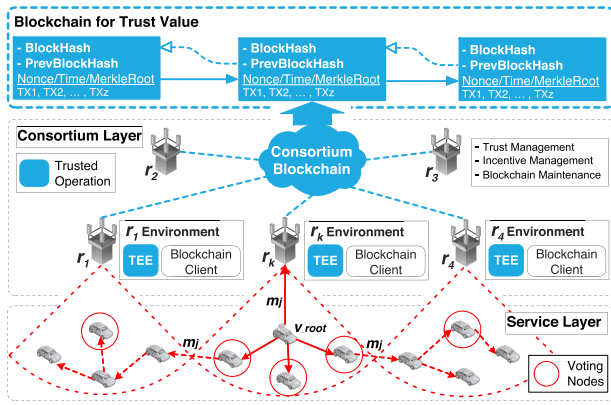 Blockchain for Trust Value
- BlockHash
- PrevBlockHash
Nonce/Time/MerkleRoot
TX1, TX2, ... , TXz
- BlockHash
- PrevBlockHash
Nonce/Time/MerkleRoot
TX1, TX2, ... , TXz
- BlockHash
- PrevBlockHash
Nonce/Time/MerkleRoot
TX1, TX2, ... , TXz
Consortium Layer
Trusted
Operation
r2
Consortium
Blockchain
r3
- Trust Management
- Incentive Management
- Blockchain Maintenance
r1
r1 Environment
TEE
Blockchain
Client
rk
rk Environment
TEE
Blockchain
Client
r4
r4 Environment
TEE
Blockchain
Client
mj
Service Layer
mj
v root
mj
Voting
Nodes